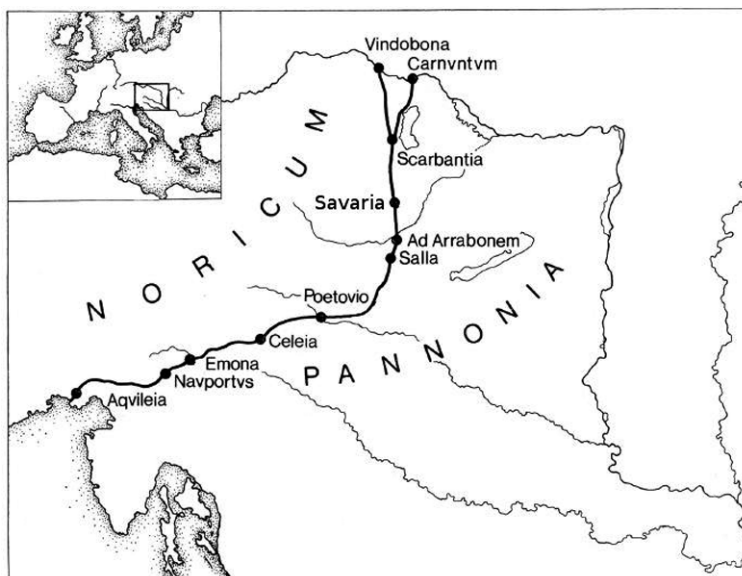 Vindobona
Carnvntvm
Scarbantia
NORICUM
Savaria
Ad Arrabonem
Salla
Poetovio
PANNONIA
Celeia
Emona
Navportvs
Aqvileia